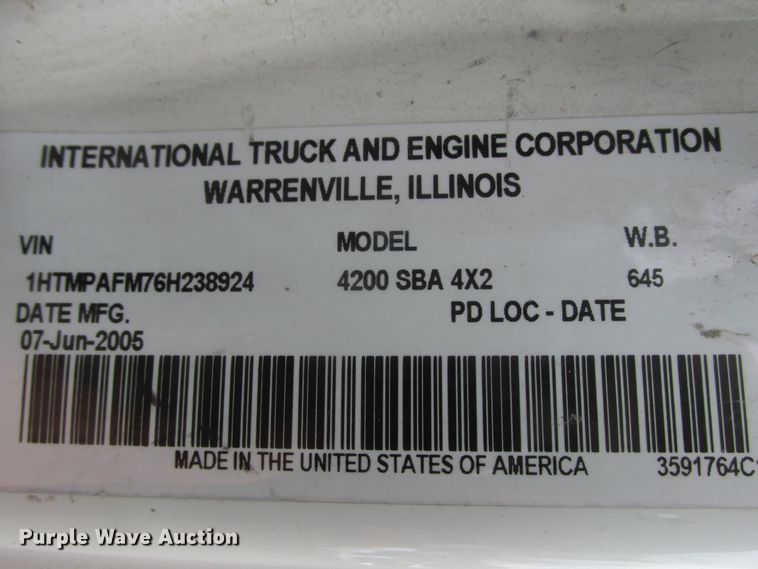 INTERNATIONAL TRUCK AND ENGINE CORPORATION
WARRENVILLE, ILLINOIS
VIN MODEL W.B.
1HTMPAFM76H238924 4200 SBA 4X2 645
DATE MFG. PD LOC - DATE
07-Jun-2005
MADE IN THE UNITED STATES OF AMERICA 3591764C1
Purple Wave Auction